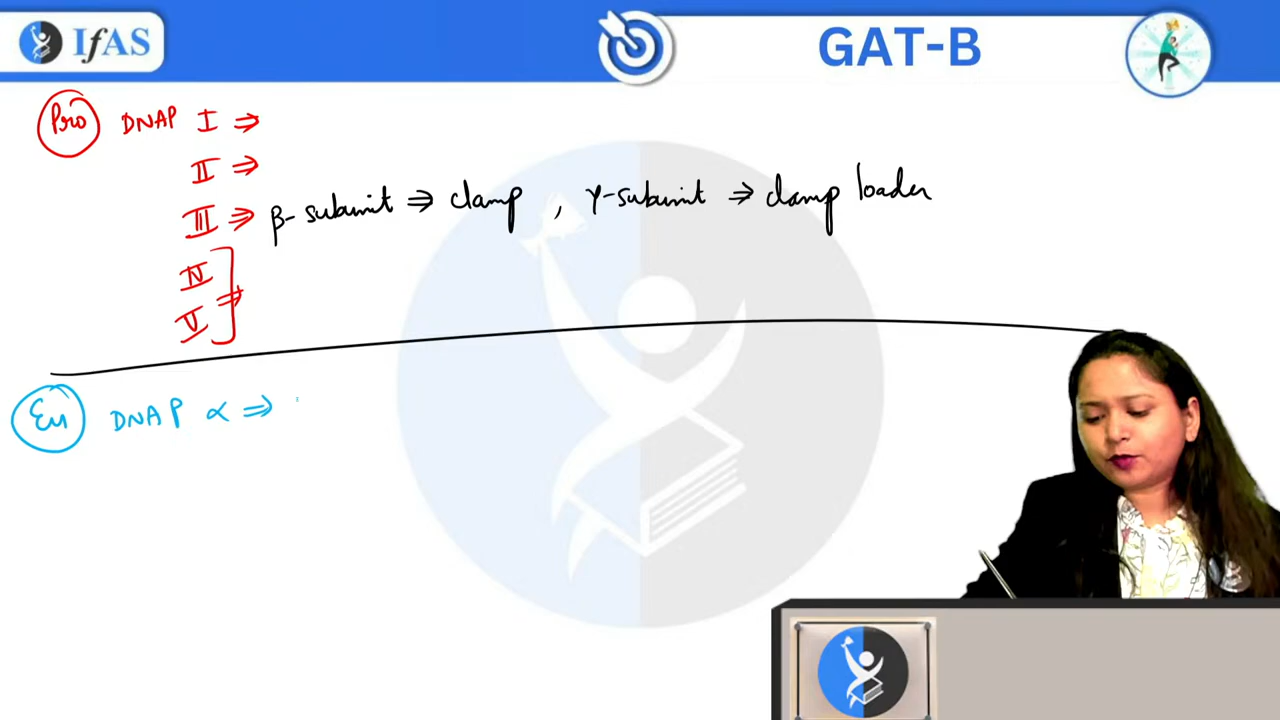 IfAS
GAT-B
Pro DNAP I ⇒
II ⇒
III ⇒ β-subunit ⇒ clamp , γ-subunit ⇒ clamp loader
IV
V ⇒
Eu DNAP α ⇒